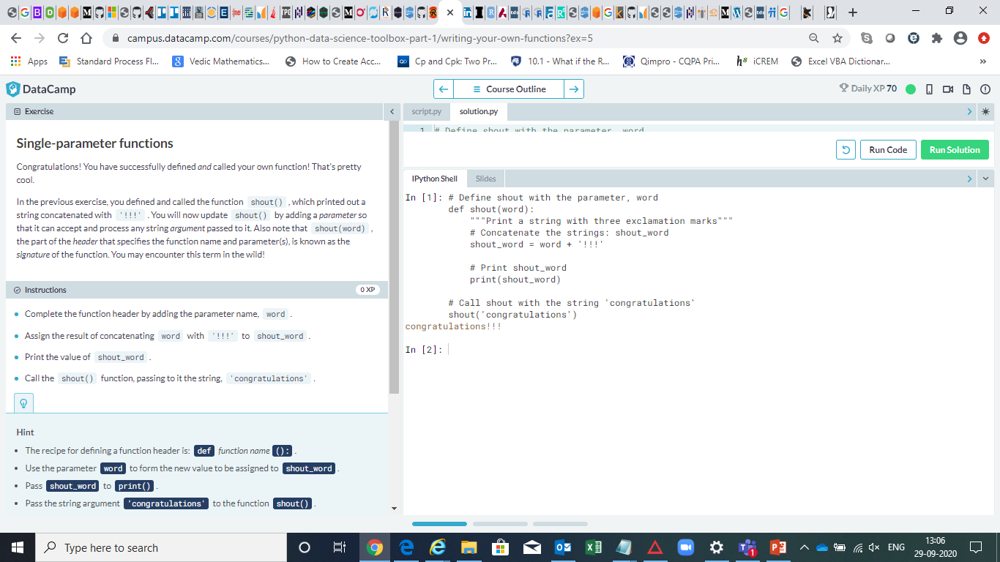 campus.datacamp.com/courses/python-data-science-toolbox-part-1/writing-your-own-functions?ex=5
Apps Standard Process Fl... Vedic Mathematics... How to Create Acc... Cp and Cpk: Two Pr... 10.1 - What if the R... Qimpro - CQPA Pri... iCREM Excel VBA Dictionar... »
DataCamp
Course Outline
Daily XP 70
Exercise
script.py solution.py
Single-parameter functions
1 # Define shout with the parameter, word
Run Code Run Solution
Congratulations! You have successfully defined and called your own function! That's pretty
cool.
In the previous exercise, you defined and called the function shout() , which printed out a
string concatenated with '!!!' . You will now update shout() by adding a parameter so
that it can accept and process any string argument passed to it. Also note that shout(word) ,
the part of the header that specifies the function name and parameter(s), is known as the
signature of the function. You may encounter this term in the wild!
Instructions 0 XP
Complete the function header by adding the parameter name, word .
Assign the result of concatenating word with '!!!' to shout_word .
Print the value of shout_word .
Call the shout() function, passing to it the string, 'congratulations' .
Hint
The recipe for defining a function header is: def function name (): .
Use the parameter word to form the new value to be assigned to shout_word .
Pass shout_word to print() .
Pass the string argument 'congratulations' to the function shout() .
IPython Shell Slides
In [1]: # Define shout with the parameter, word
def shout(word):
"""Print a string with three exclamation marks"""
# Concatenate the strings: shout_word
shout_word = word + '!!!'
# Print shout_word
print(shout_word)
# Call shout with the string 'congratulations'
shout('congratulations')
congratulations!!!
In [2]:
Type here to search
ENG
13:06
29-09-2020